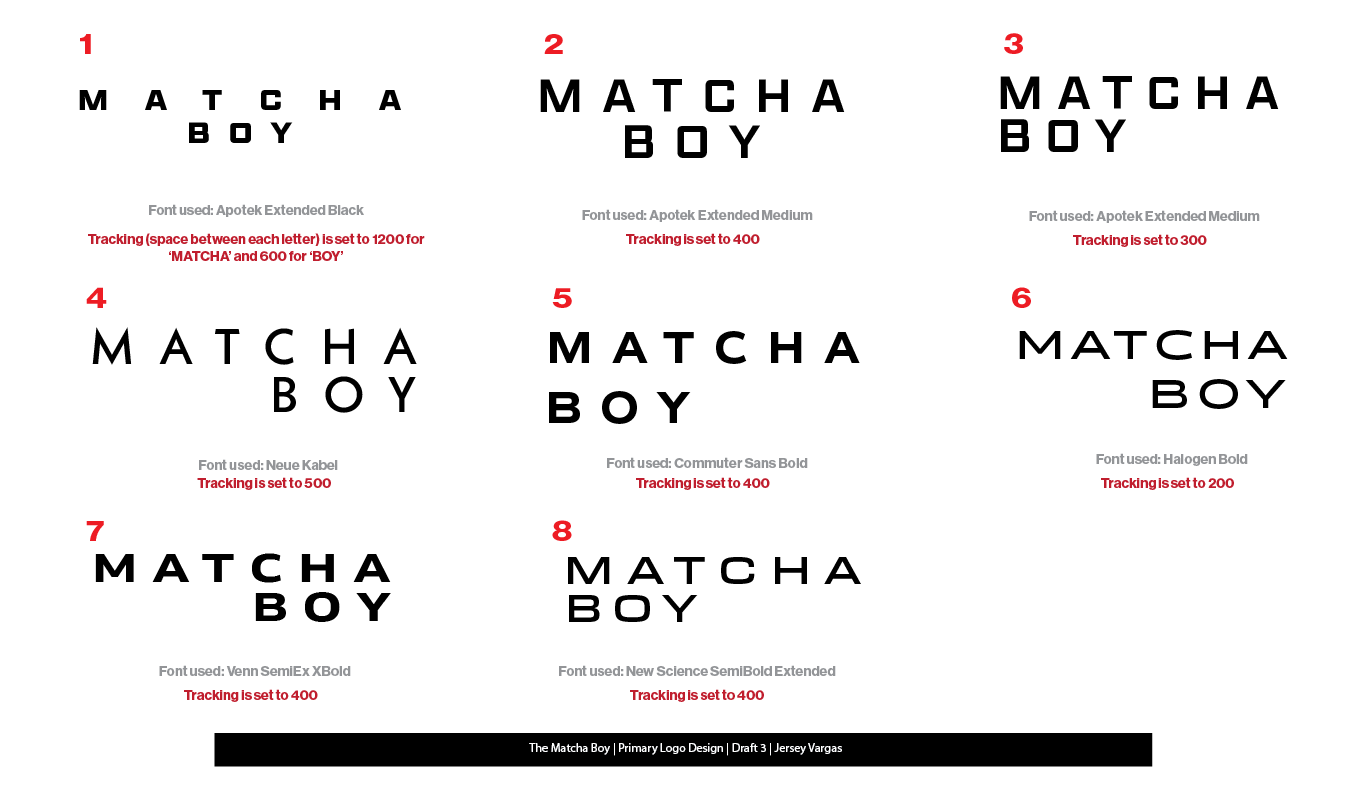 1
MATCHA
BOY
Font used: Apotek Extended Black
Tracking (space between each letter) is set to 1200 for
‘MATCHA’ and 600 for ‘BOY’
2
MATCHA
BOY
Font used: Apotek Extended Medium
Tracking is set to 400
3
MATCHA
BOY
Font used: Apotek Extended Medium
Tracking is set to 300
4
MATCHA
BOY
Font used: Neue Kabel
Tracking is set to 500
5
MATCHA
BOY
Font used: Commuter Sans Bold
Tracking is set to 400
6
MATCHA
BOY
Font used: Halogen Bold
Tracking is set to 200
7
MATCHA
BOY
Font used: Venn SemiEx XBold
Tracking is set to 400
8
MATCHA
BOY
Font used: New Science SemiBold Extended
Tracking is set to 400
The Matcha Boy | Primary Logo Design | Draft 3 | Jersey Vargas